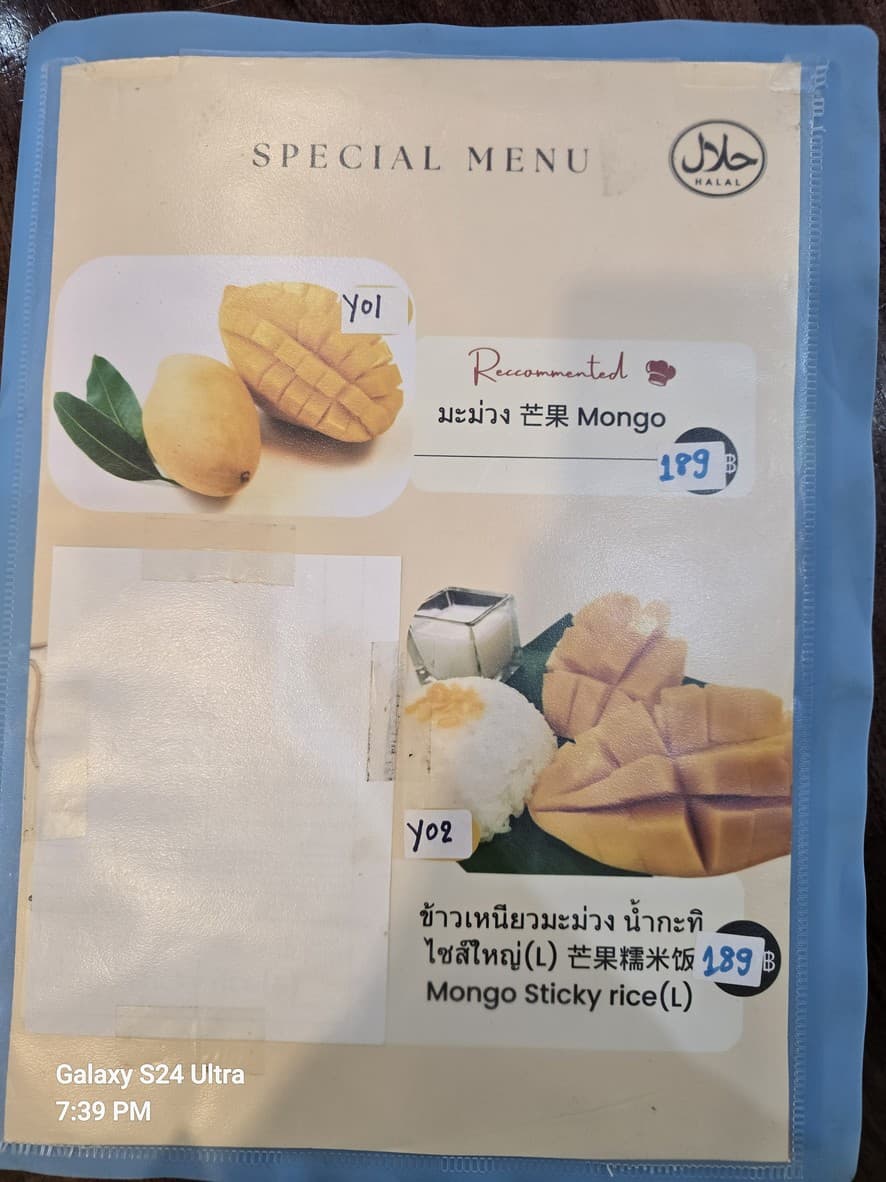 SPECIAL MENU
حلال
HALAL
Y01
Reccommented
มะม่วง 芒果 Mongo
189 ฿
Y02
ข้าวเหนียวมะม่วง น้ำกะทิ
ไซส์ใหญ่(L) 芒果糯米饭
189 ฿
Mongo Sticky rice(L)
Galaxy S24 Ultra
7:39 PM